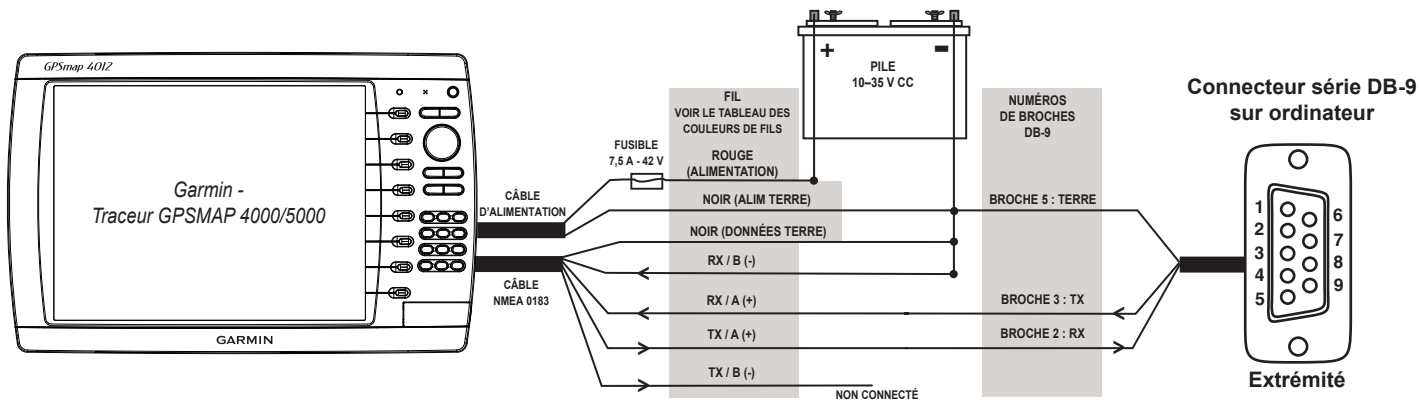 GPSmap 4012
Garmin -
Traceur GPSMAP 4000/5000
GARMIN
CÂBLE
D'ALIMENTATION
CÂBLE
NMEA 0183
FUSIBLE
7,5 A - 42 V
FIL
VOIR LE TABLEAU DES
COULEURS DE FILS
ROUGE
(ALIMENTATION)
NOIR (ALIM TERRE)
NOIR (DONNÉES TERRE)
RX / B (-)
RX / A (+)
TX / A (+)
TX / B (-)
NON CONNECTÉ
+
-
PILE
10–35 V CC
NUMÉROS
DE BROCHES
DB-9
BROCHE 5 : TERRE
BROCHE 3 : TX
BROCHE 2 : RX
Connecteur série DB-9
sur ordinateur
1
2
3
4
5
6
7
8
9
Extrémité